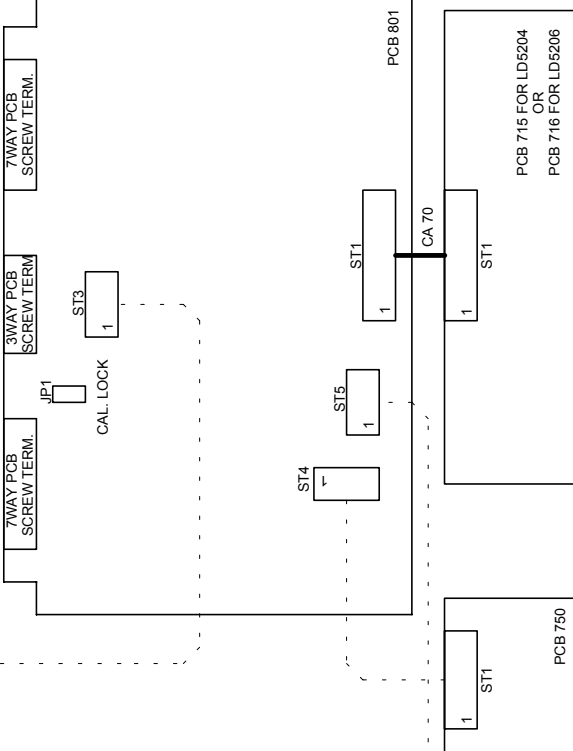 PCB 801
7WAY PCB
SCREW TERM.
3WAY PCB
SCREW TERM
7WAY PCB
SCREW TERM.
JP1
CAL. LOCK
ST3
1
ST4
1
ST5
1
ST1
1
CA 70
1
ST1
PCB 715 FOR LD5204
OR
PCB 716 FOR LD5206
1
ST1
PCB 750